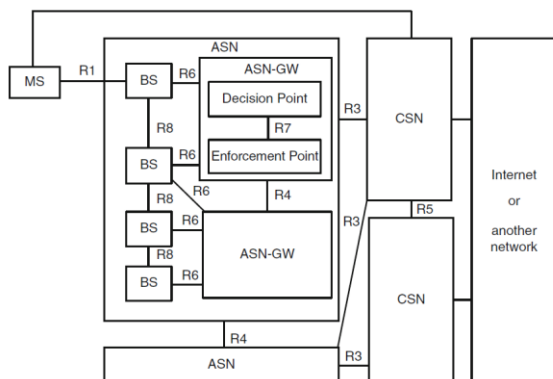 ASN
MS
R1
BS
R6
ASN-GW
Decision Point
R7
Enforcement Point
R3
CSN
R8
BS
R6
R6
R4
R8
BS
R6
ASN-GW
R3
R5
R8
BS
R6
CSN
Internet
or
another
network
R4
ASN
R3